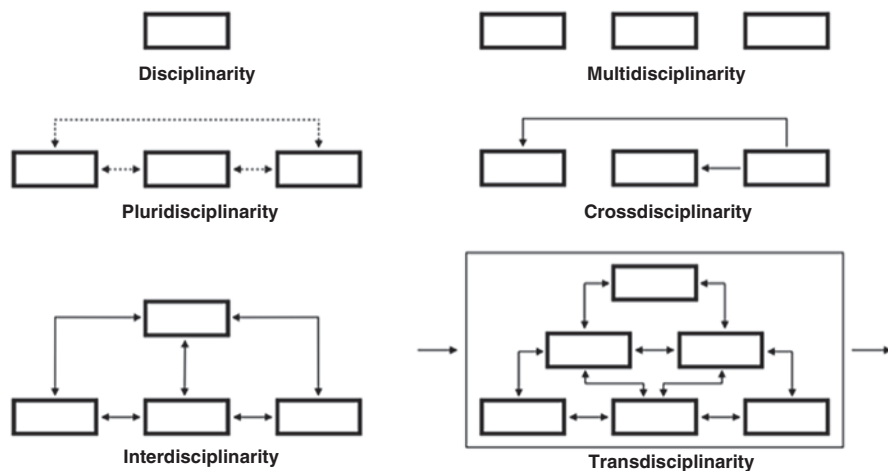 Disciplinarity
Multidisciplinarity
Pluridisciplinarity
Crossdisciplinarity
Interdisciplinarity
Transdisciplinarity